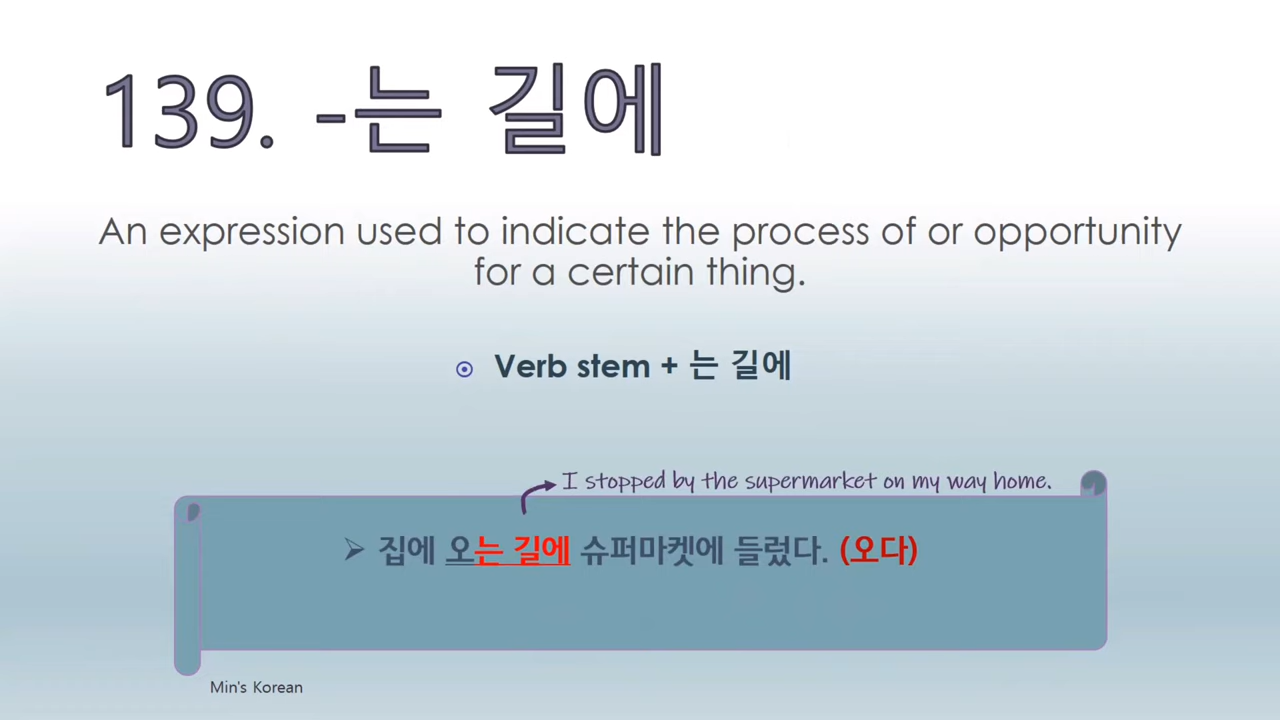 139. -는 길에
An expression used to indicate the process of or opportunity
for a certain thing.
Verb stem + 는 길에
I stopped by the supermarket on my way home.
집에 오는 길에 슈퍼마켓에 들렀다. (오다)
Min's Korean